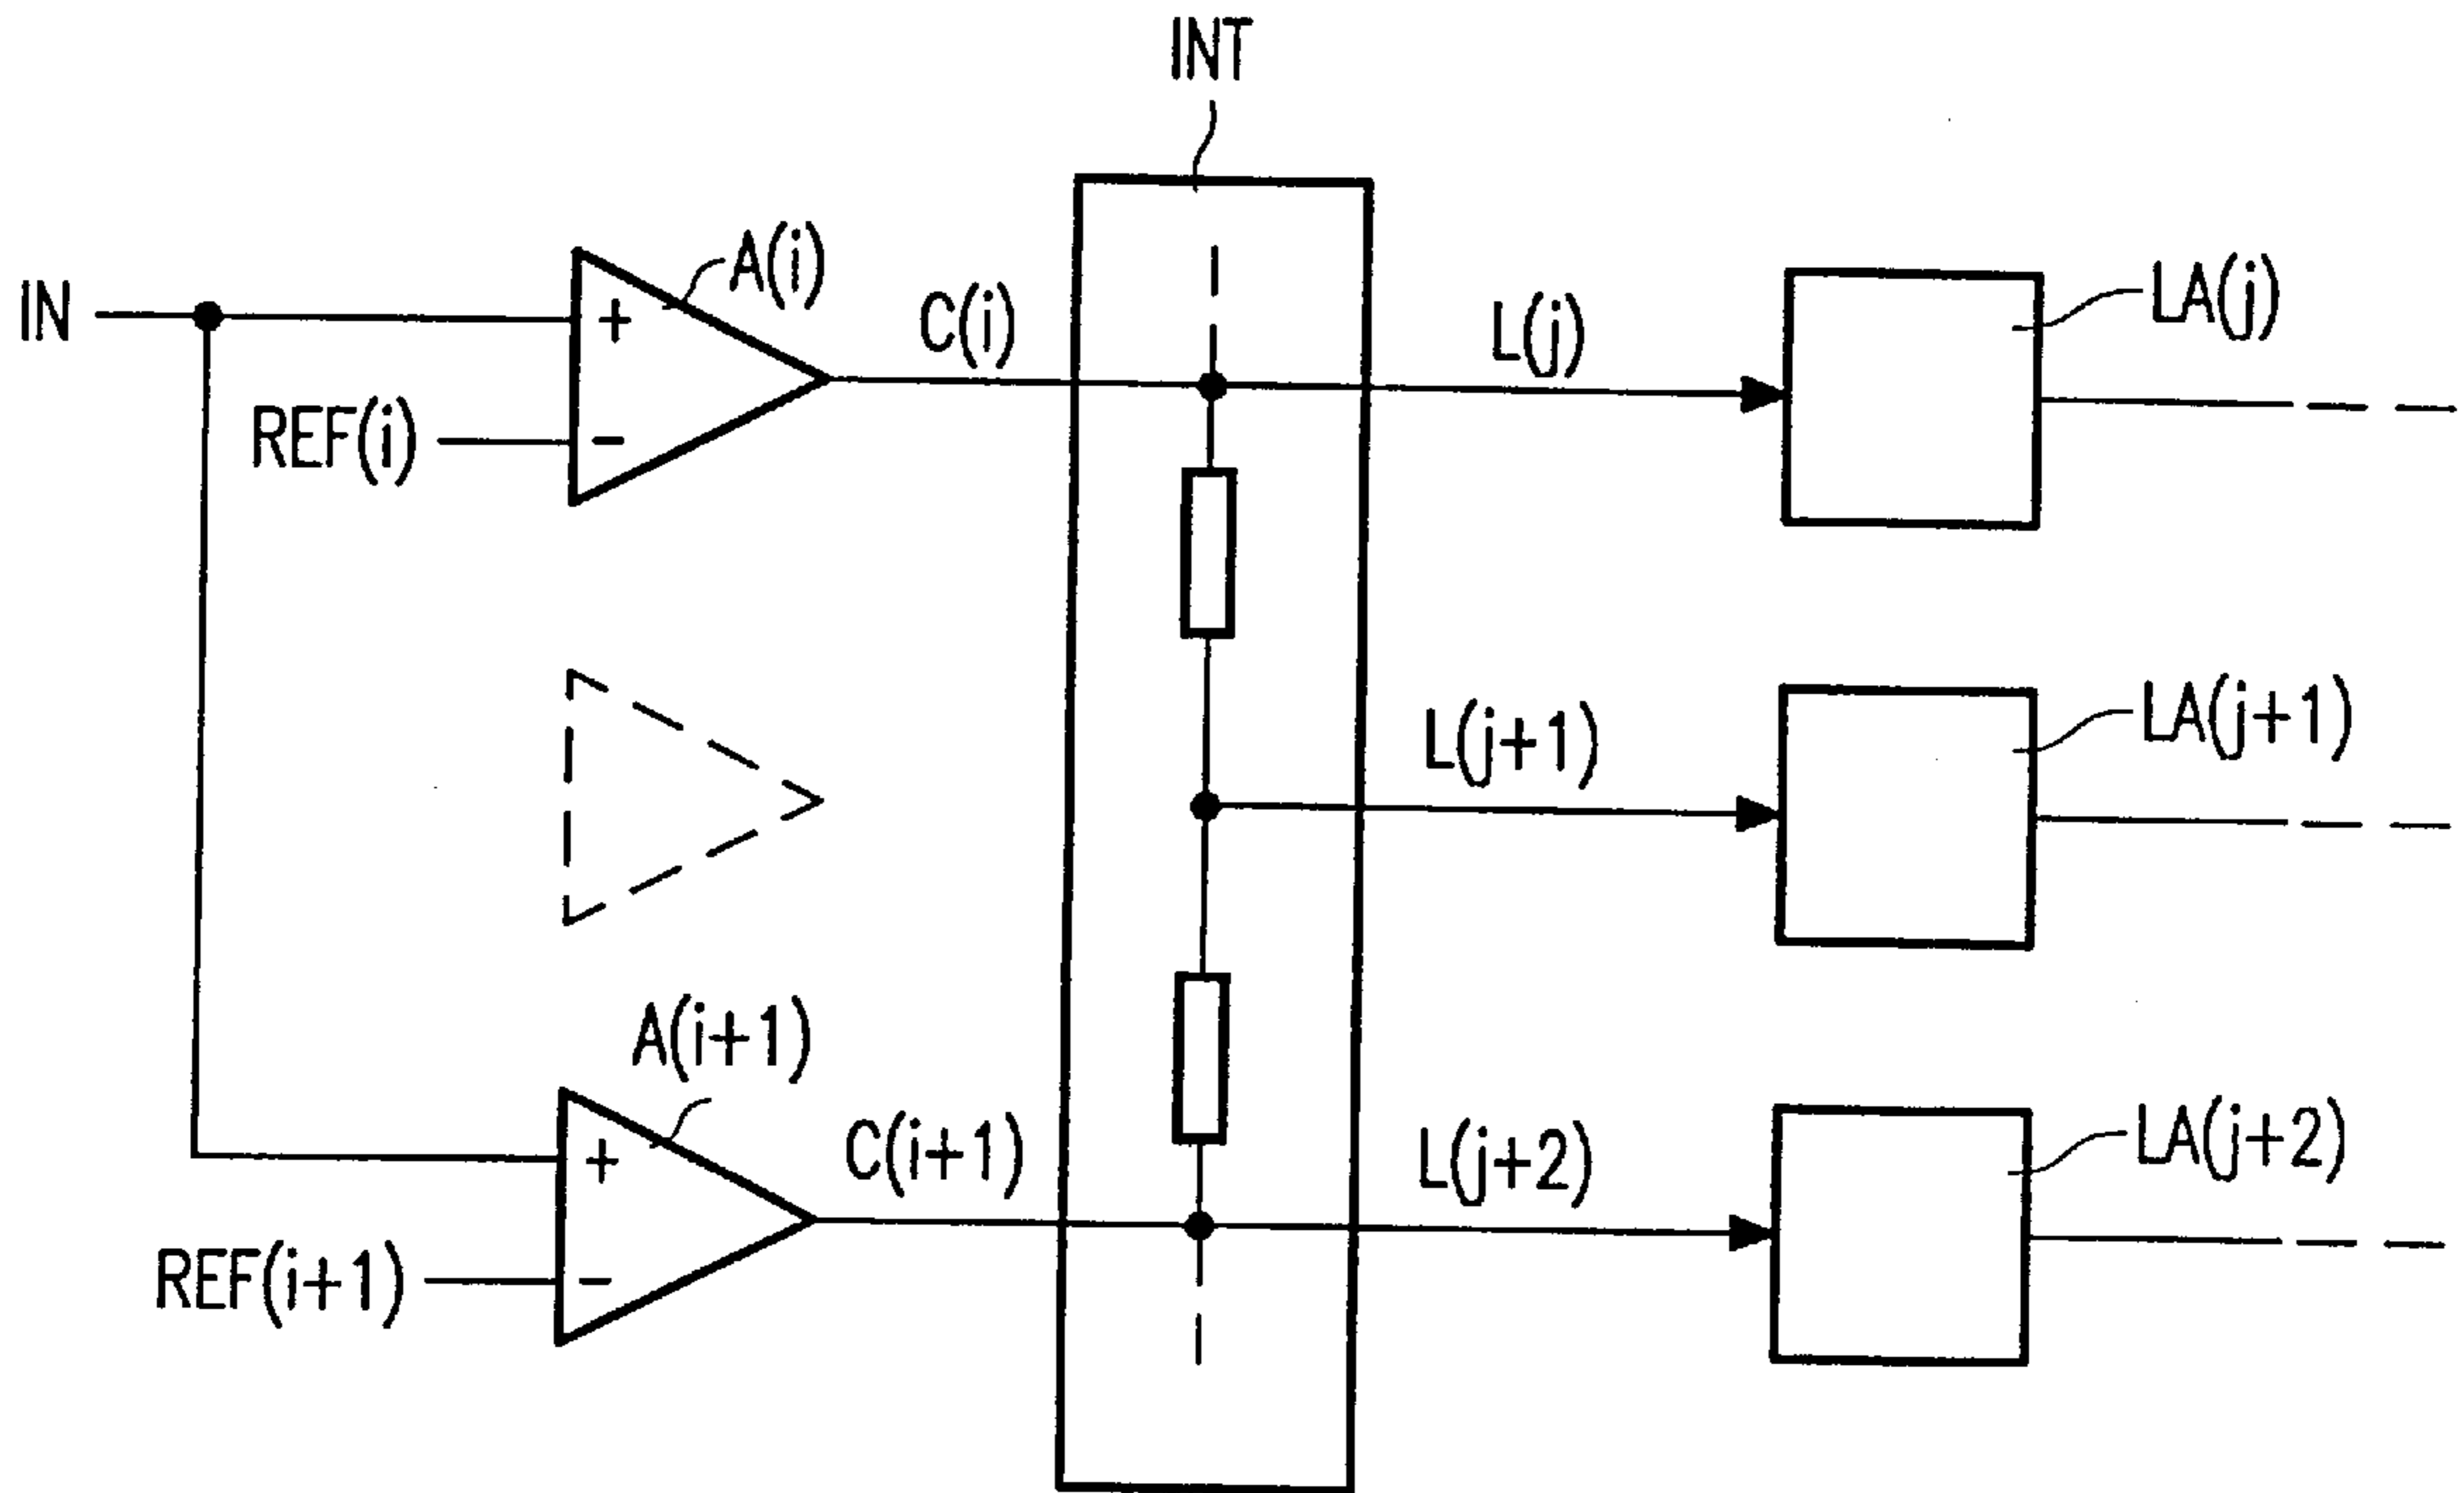 INT
IN
+
A(i)
C(i)
L(j)
LA(j)
REF(i)
-
L(j+1)
LA(j+1)
A(i+1)
+
C(i+1)
L(j+2)
LA(j+2)
REF(i+1)
-